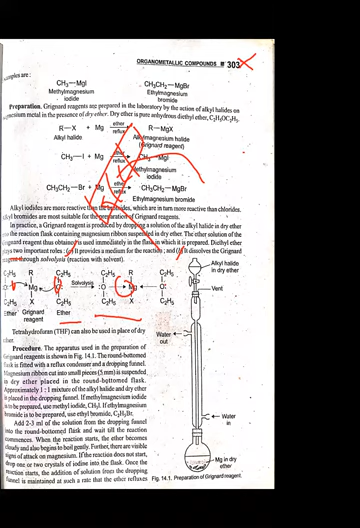 ORGANOMETALLIC COMPOUNDS ■ 303
are :
CH₃—MgI CH₃CH₂—MgBr
Methylmagnesium Ethylmagnesium
iodide bromide
Preparation. Grignard reagents are prepared in the laboratory by the action of alkyl halides on
magnesium metal in the presence of dry ether. Dry ether is pure anhydrous diethyl ether, C₂H₅OC₂H₅.
R—X + Mg ether reflux R—MgX
Alkyl halide Alkylmagnesium halide
(Grignard reagent)
CH₃—I + Mg ether reflux CH₃—MgI
Methylmagnesium
iodide
CH₃CH₂—Br + Mg ether reflux CH₃CH₂—MgBr
Ethylmagnesium bromide
Alkyl iodides are more reactive than the bromides, which are in turn more reactive than chlorides.
Alkyl bromides are most suitable for the preparation of Grignard reagents.
In practice, a Grignard reagent is produced by dropping a solution of the alkyl halide in dry ether
into the reaction flask containing magnesium ribbon suspended in dry ether. The ether solution of the
Grignard reagent thus obtained is used immediately in the flask in which it is prepared. Diethyl ether
plays two important roles : (i) It provides a medium for the reaction ; and (ii) It dissolves the Grignard
reagent through solvolysis (reaction with solvent).
C₂H₅ R C₂H₅ C₂H₅ R C₂H₅
:O: Mg :O: Solvolysis :O: Mg :O:
C₂H₅ X C₂H₅ C₂H₅ X C₂H₅
Ether Grignard Ether
reagent
Tetrahydrofuran (THF) can also be used in place of dry
ether.
Procedure. The apparatus used in the preparation of
Grignard reagents is shown in Fig. 14.1. The round-bottomed
flask is fitted with a reflux condenser and a dropping funnel.
Magnesium ribbon cut into small pieces (5 mm) is suspended
in dry ether placed in the round-bottomed flask.
Approximately 1 : 1 mixture of the alkyl halide and dry ether
is placed in the dropping funnel. If methylmagnesium iodide
is to be prepared, use methyl iodide, CH₃I. If ethylmagnesium
bromide is to be prepared, use ethyl bromide, C₂H₅Br.
Add 2-3 ml of the solution from the dropping funnel
into the round-bottomed flask and wait till the reaction
commences. When the reaction starts, the ether becomes
cloudy and also begins to boil gently. Further, there are visible
signs of attack on magnesium. If the reaction does not start,
drop one or two crystals of iodine into the flask. Once the
reaction starts, the addition of solution from the dropping
funnel is maintained at such a rate that the ether refluxes
Alkyl halide
in dry ether
Vent
Water
out
Water
in
Mg in dry
ether
Fig. 14.1. Preparation of Grignard reagent.